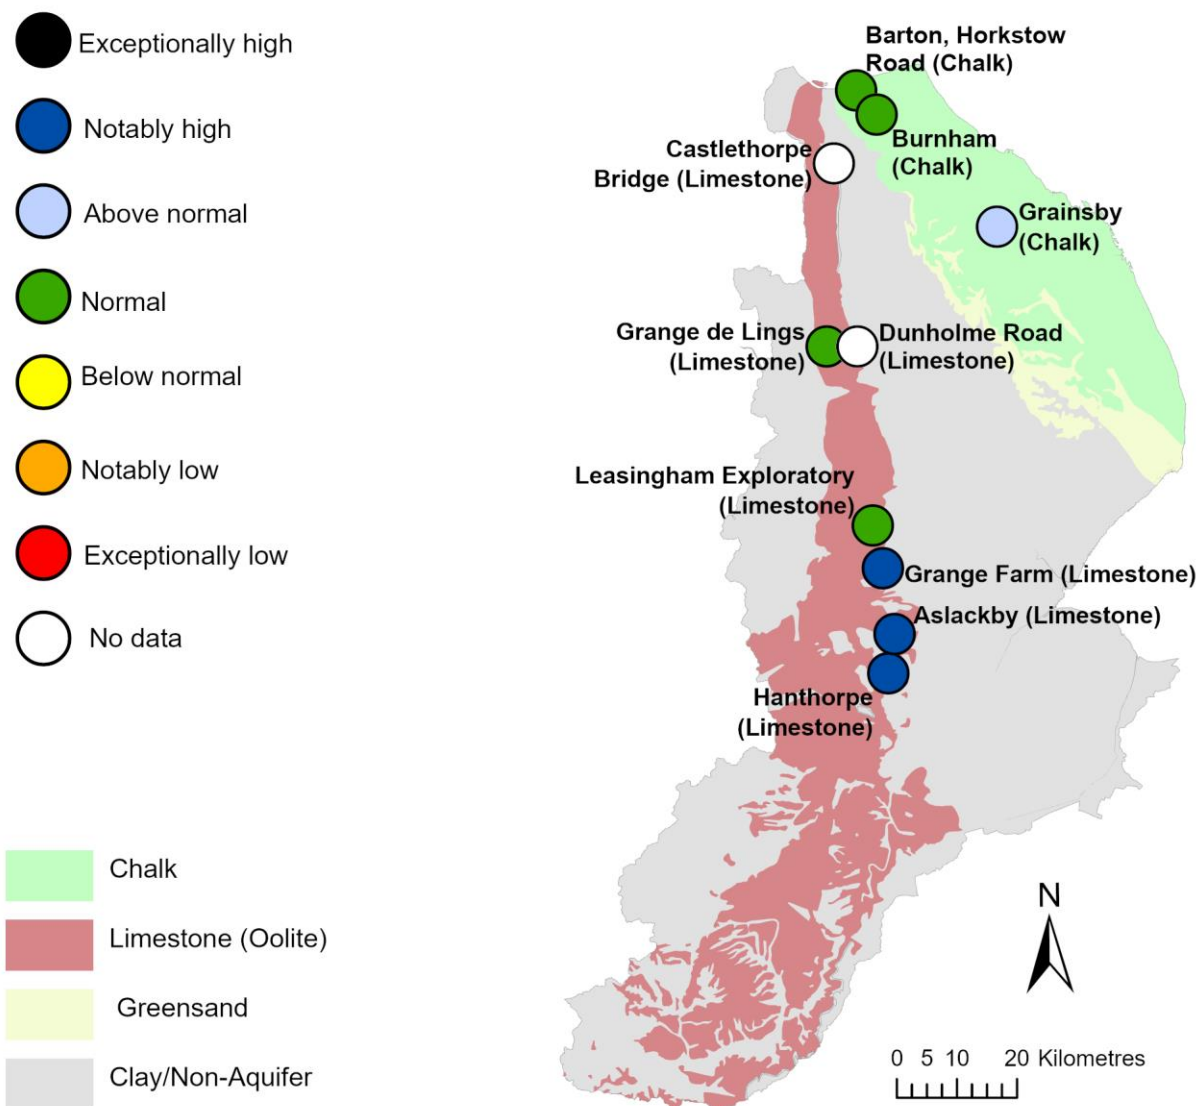 Exceptionally high
Notably high
Above normal
Normal
Below normal
Notably low
Exceptionally low
No data
Chalk
Limestone (Oolite)
Greensand
Clay/Non-Aquifer
Barton, Horkstow
Road (Chalk)
Burnham
(Chalk)
Castlethorpe
Bridge (Limestone)
Grainsby
(Chalk)
Grange de Lings
(Limestone)
Dunholme Road
(Limestone)
Leasingham Exploratory
(Limestone)
Grange Farm (Limestone)
Aslackby (Limestone)
Hanthorpe
(Limestone)
N
0 5 10 20 Kilometres